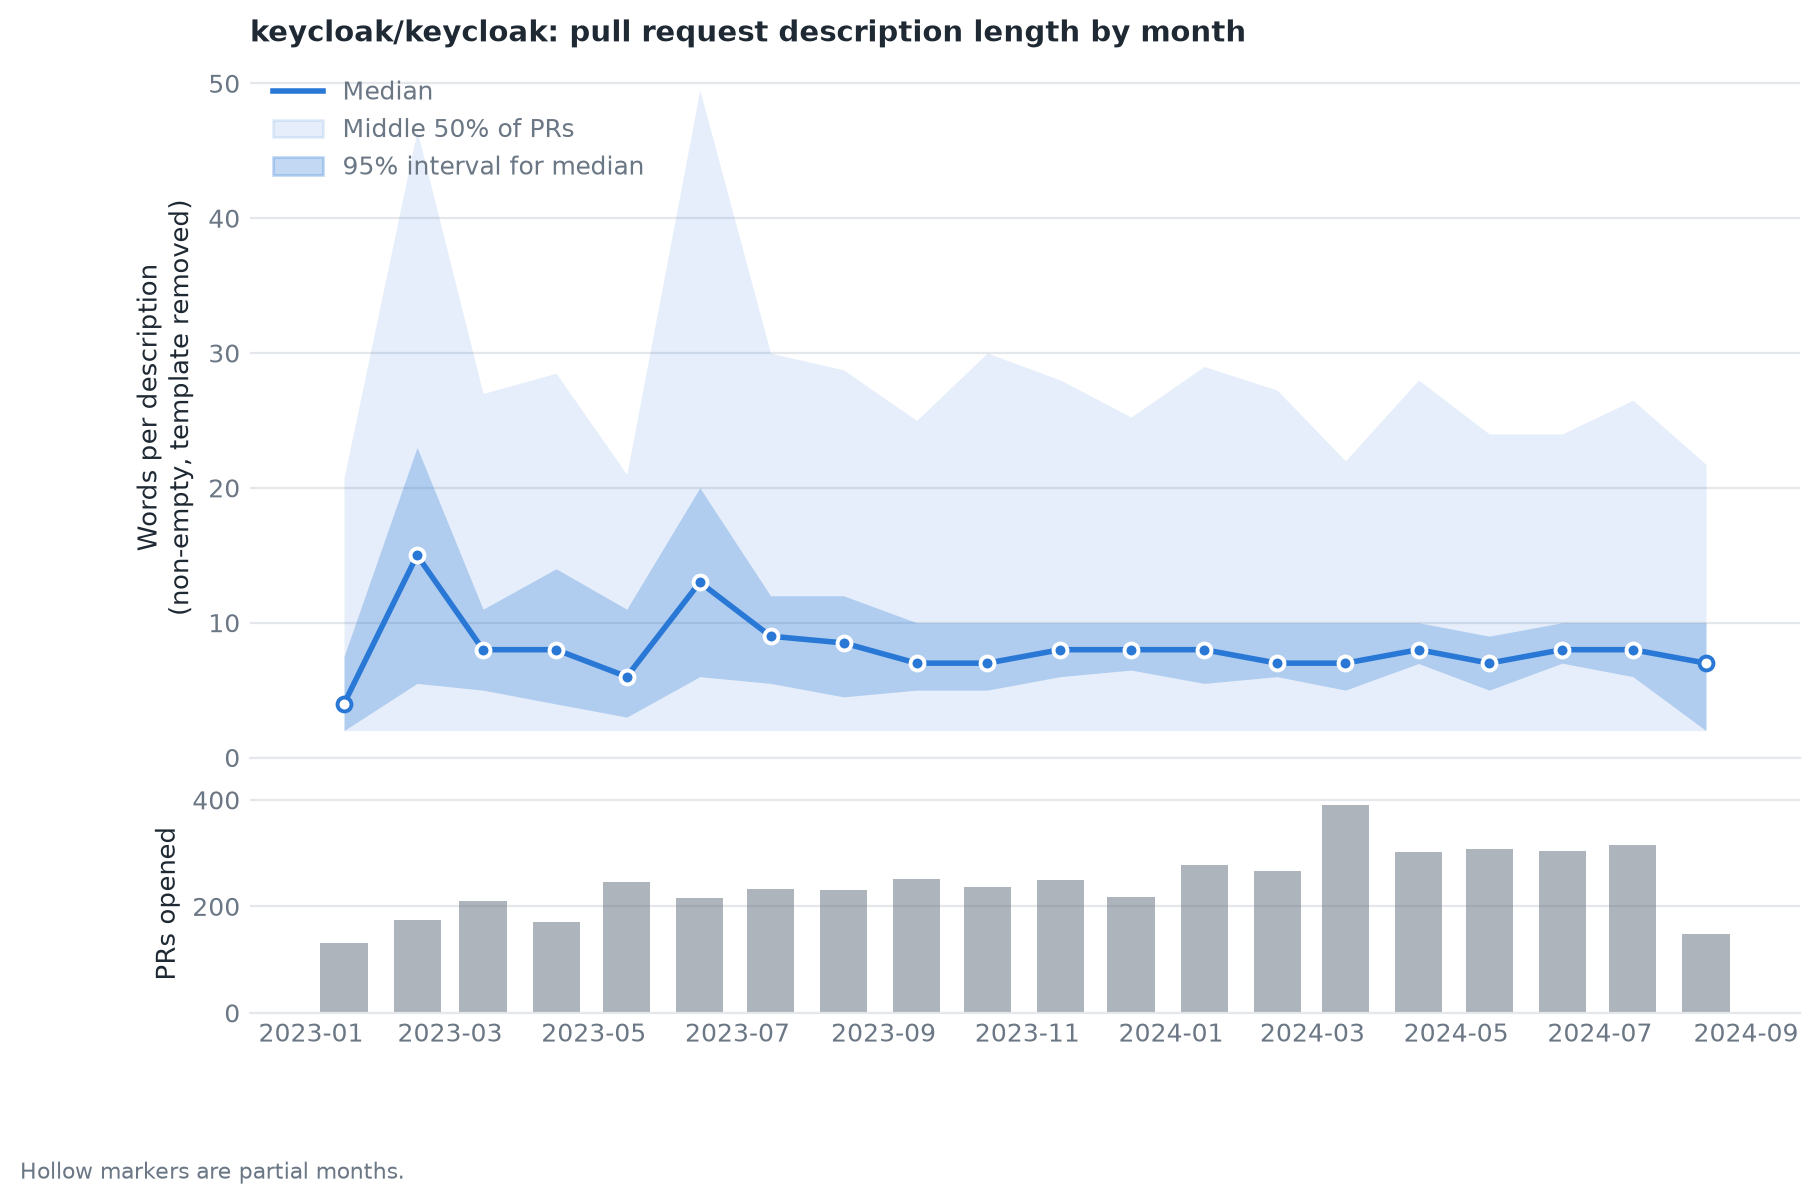 keycloak/keycloak: pull request description length by month
50
40
30
20
10
0
Words per description
(non-empty, template removed)
Median
Middle 50% of PRs
95% interval for median
400
200
0
PRs opened
2023-01
2023-03
2023-05
2023-07
2023-09
2023-11
2024-01
2024-03
2024-05
2024-07
2024-09
Hollow markers are partial months.